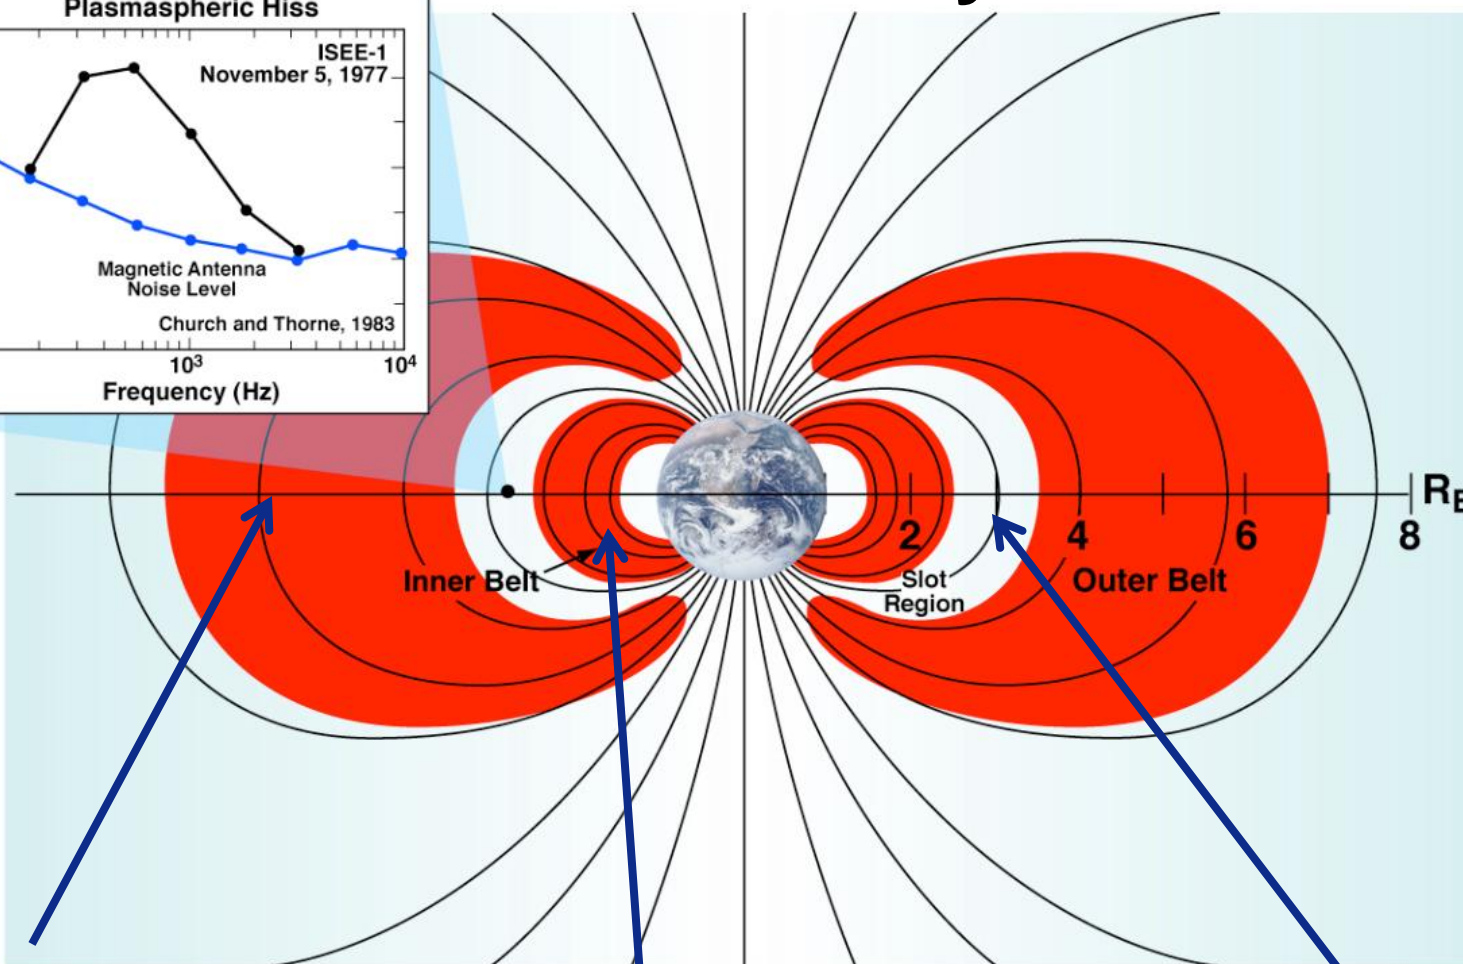 Plasmaspheric Hiss
ISEE-1
November 5, 1977
Magnetic Antenna
Noise Level
Church and Thorne, 1983
10³
10⁴
Frequency (Hz)
Inner Belt
2
4
6
8
Slot
Region
Outer Belt